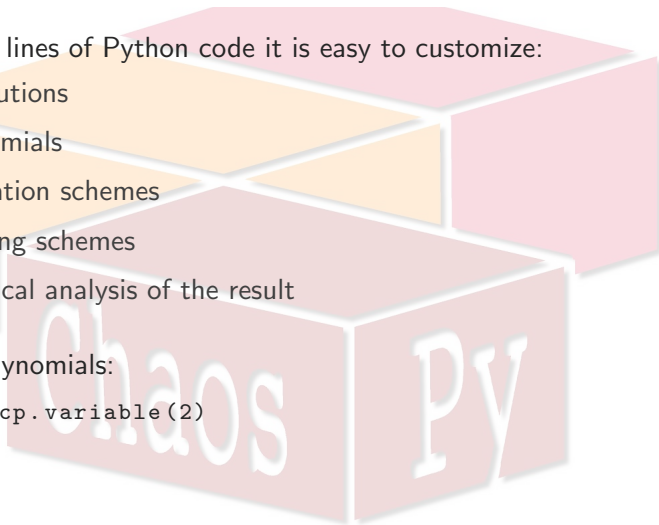 lines of Python code it is easy to customize:
utions
mials
ation schemes
ng schemes
cal analysis of the result
ynomials:
cp.variable(2)
Chaos Py